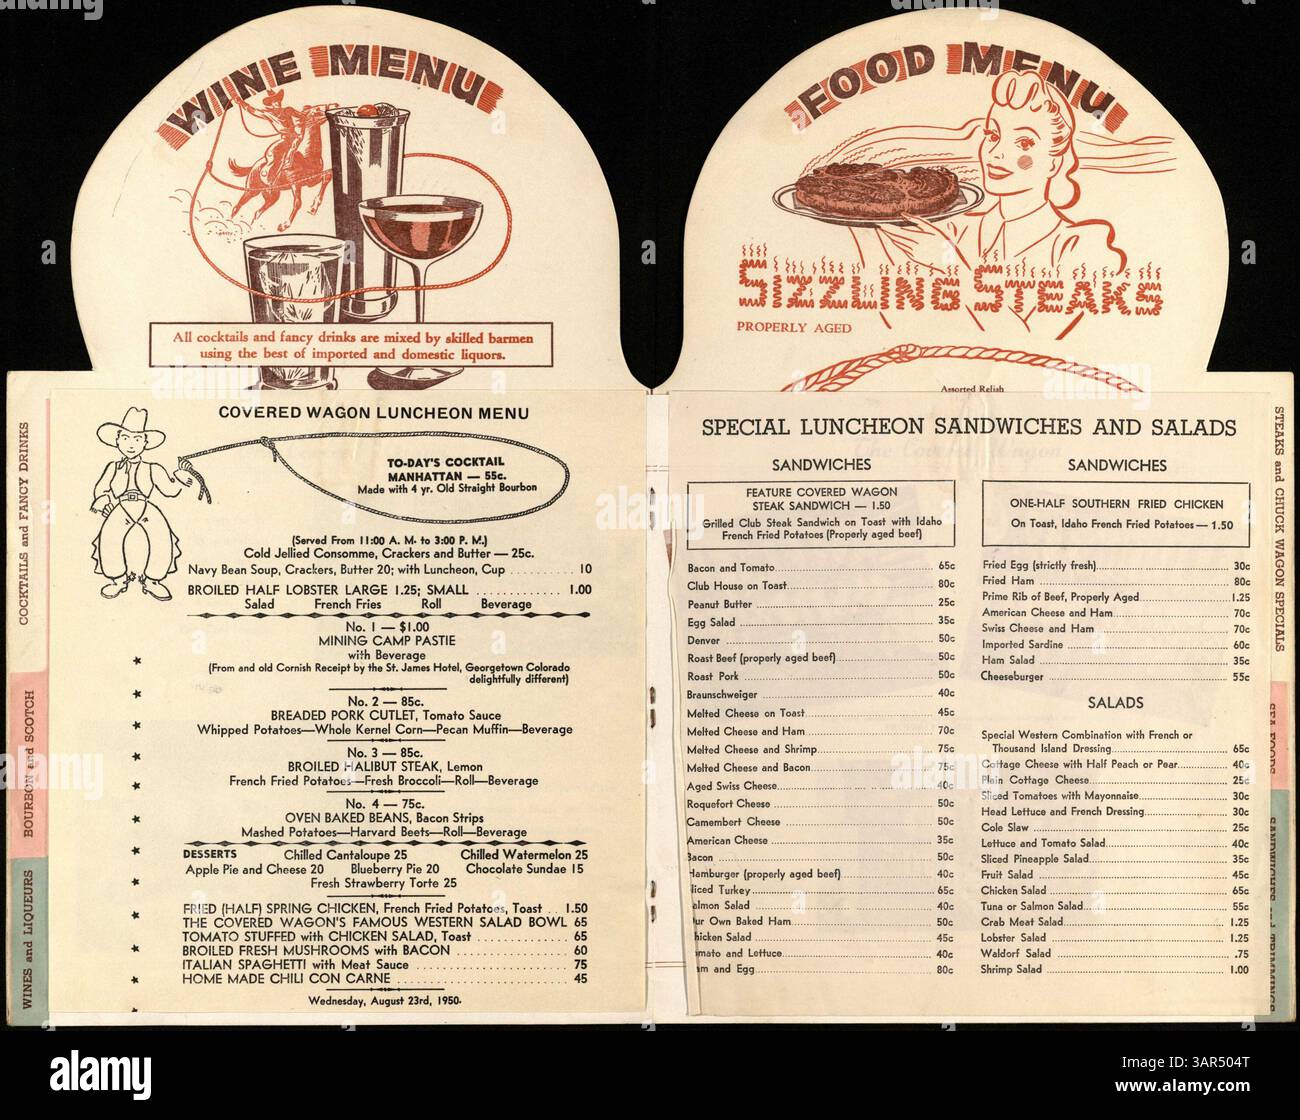 WINE MENU
All cocktails and fancy drinks are mixed by skilled barmen
using the best of imported and domestic liquors.
COCKTAILS and FANCY DRINKS
BOURBON and SCOTCH
WINES and LIQUEURS
COVERED WAGON LUNCHEON MENU
TO-DAY'S COCKTAIL
MANHATTAN — 55c.
Made with 4 yr. Old Straight Bourbon
(Served From 11:00 A. M. to 3:00 P. M.)
Cold Jellied Consomme, Crackers and Butter — 25c.
Navy Bean Soup, Crackers, Butter 20; with Luncheon, Cup .......... 10
BROILED HALF LOBSTER LARGE 1.25; SMALL .......... 1.00
Salad French Fries Roll Beverage
No. 1 — $1.00
MINING CAMP PASTIE
with Beverage
(From and old Cornish Receipt by the St. James Hotel, Georgetown Colorado
delightfully different)
No. 2 — 85c.
BREADED PORK CUTLET, Tomato Sauce
Whipped Potatoes—Whole Kernel Corn—Pecan Muffin—Beverage
No. 3 — 85c.
BROILED HALIBUT STEAK, Lemon
French Fried Potatoes—Fresh Broccoli—Roll—Beverage
No. 4 — 75c.
OVEN BAKED BEANS, Bacon Strips
Mashed Potatoes—Harvard Beets—Roll—Beverage
DESSERTS Chilled Cantaloupe 25 Chilled Watermelon 25
Apple Pie and Cheese 20 Blueberry Pie 20 Chocolate Sundae 15
Fresh Strawberry Torte 25
FRIED (HALF) SPRING CHICKEN, French Fried Potatoes, Toast .. 1.50
THE COVERED WAGON'S FAMOUS WESTERN SALAD BOWL 65
TOMATO STUFFED with CHICKEN SALAD, Toast .......... 65
BROILED FRESH MUSHROOMS with BACON .......... 60
ITALIAN SPAGHETTI with Meat Sauce .......... 75
HOME MADE CHILI CON CARNE .......... 45
Wednesday, August 23rd, 1950.
FOOD MENU
SIZZLING STEAKS
PROPERLY AGED
Assorted Relish
SPECIAL LUNCHEON SANDWICHES AND SALADS
SANDWICHES
FEATURE COVERED WAGON
STEAK SANDWICH — 1.50
Grilled Club Steak Sandwich on Toast with Idaho
French Fried Potatoes (Properly aged beef)
Bacon and Tomato .......... 65c
Club House on Toast .......... 80c
Peanut Butter .......... 25c
Egg Salad .......... 35c
Denver .......... 50c
Roast Beef (properly aged beef) .......... 50c
Roast Pork .......... 50c
Braunschweiger .......... 40c
Melted Cheese on Toast .......... 45c
Melted Cheese and Ham .......... 70c
Melted Cheese and Shrimp .......... 75c
Melted Cheese and Bacon .......... 75c
Aged Swiss Cheese .......... 40c
Roquefort Cheese .......... 50c
Camembert Cheese .......... 50c
American Cheese .......... 35c
Bacon .......... 50c
Hamburger (properly aged beef) .......... 40c
liced Turkey .......... 65c
almon Salad .......... 40c
ur Own Baked Ham .......... 50c
hicken Salad .......... 45c
omato and Lettuce .......... 40c
am and Egg .......... 80c
SANDWICHES
ONE-HALF SOUTHERN FRIED CHICKEN
On Toast, Idaho French Fried Potatoes — 1.50
Fried Egg (strictly fresh) .......... 30c
Fried Ham .......... 80c
Prime Rib of Beef, Properly Aged .......... 1.25
American Cheese and Ham .......... 70c
Swiss Cheese and Ham .......... 70c
Imported Sardine .......... 60c
Ham Salad .......... 35c
Cheeseburger .......... 55c
SALADS
Special Western Combination with French or
Thousand Island Dressing .......... 65c
Cottage Cheese with Half Peach or Pear .......... 40c
Plain Cottage Cheese .......... 25c
Sliced Tomatoes with Mayonnaise .......... 30c
Head Lettuce and French Dressing .......... 30c
Cole Slaw .......... 25c
Lettuce and Tomato Salad .......... 40c
Sliced Pineapple Salad .......... 35c
Fruit Salad .......... 45c
Chicken Salad .......... 65c
Tuna or Salmon Salad .......... 55c
Crab Meat Salad .......... 1.25
Lobster Salad .......... 1.25
Waldorf Salad .......... .75
Shrimp Salad .......... 1.00
STEAKS and CHUCK WAGON SPECIALS
SEA FOODS
alamy
Image ID: 3AR504T
www.alamy.com